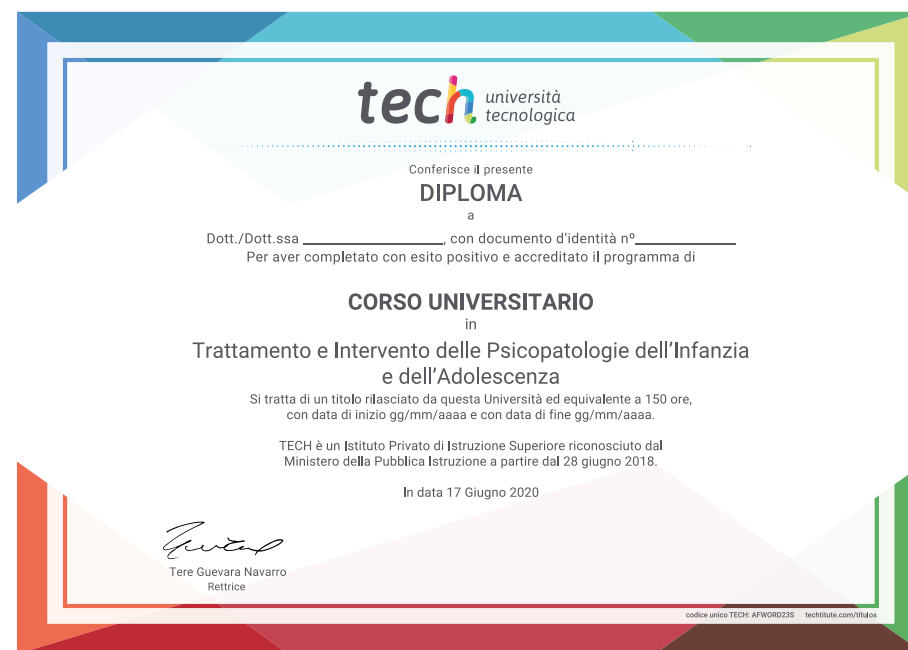 tech università
tecnologica
Conferisce il presente
DIPLOMA
a
Dott./Dott.ssa ____________________, con documento d'identità nº______________
Per aver completato con esito positivo e accreditato il programma di
CORSO UNIVERSITARIO
in
Trattamento e Intervento delle Psicopatologie dell'Infanzia
e dell'Adolescenza
Si tratta di un titolo rilasciato da questa Università ed equivalente a 150 ore,
con data di inizio gg/mm/aaaa e con data di fine gg/mm/aaaa.
TECH è un Istituto Privato di Istruzione Superiore riconosciuto dal
Ministero della Pubblica Istruzione a partire dal 28 giugno 2018.
In data 17 Giugno 2020
Tere Guevara Navarro
Rettrice
codice unico TECH: AFWORD23S techtitute.com/títulos